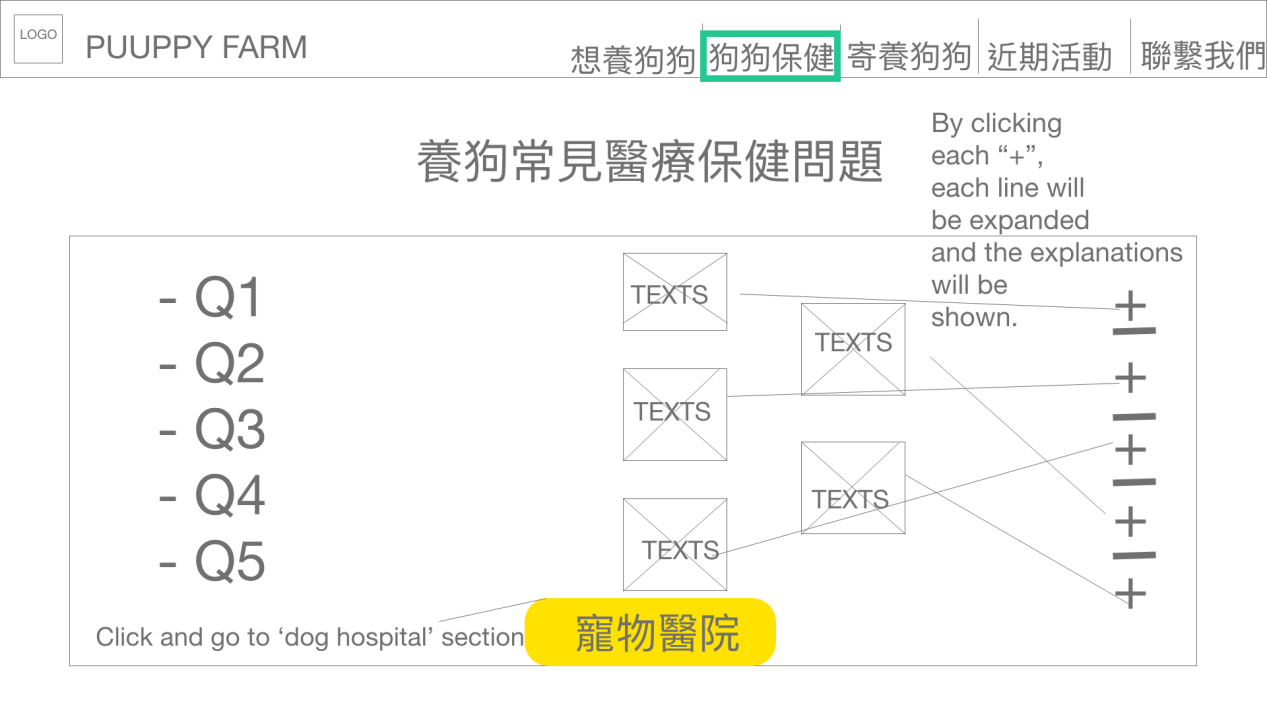 LOGO
PUUPPY FARM
想養狗狗
狗狗保健
寄養狗狗
近期活動
聯繫我們
養狗常見醫療保健問題
By clicking
each “+”,
each line will
be expanded
and the explanations
will be
shown.
- Q1
- Q2
- Q3
- Q4
- Q5
TEXTS
TEXTS
TEXTS
TEXTS
TEXTS
+
+
+
+
+
Click and go to ‘dog hospital’ section
寵物醫院